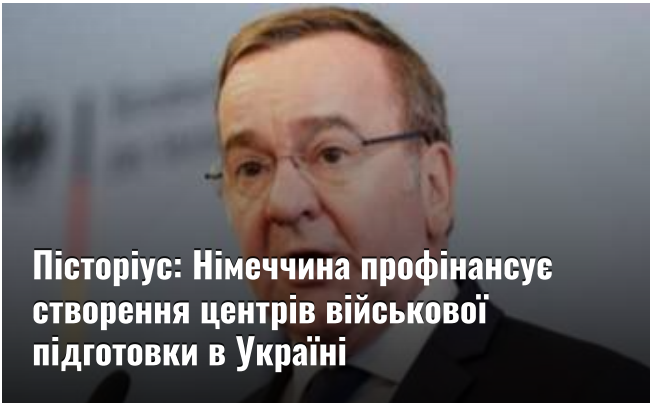 Пісторіус: Німеччина профінансує
створення центрів військової
підготовки в Україні